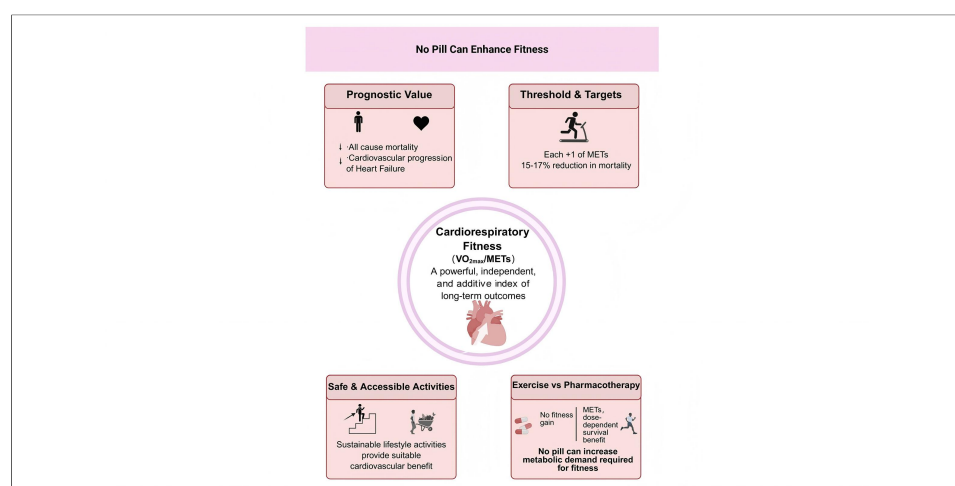 No Pill Can Enhance Fitness
Prognostic Value
↓ ·All cause mortality
↓ ·Cardiovascular progression
of Heart Failure
Threshold & Targets
Each +1 of METs
15-17% reduction in mortality
Cardiorespiratory
Fitness
(VO2max/METs)
A powerful, independent,
and additive index of
long-term outcomes
Safe & Accessible Activities
Sustainable lifestyle activities
provide suitable
cardiovascular benefit
Exercise vs Pharmacotherapy
No fitness
gain
METs,
dose-
dependent
survival
benefit
No pill can increase
metabolic demand required
for fitness